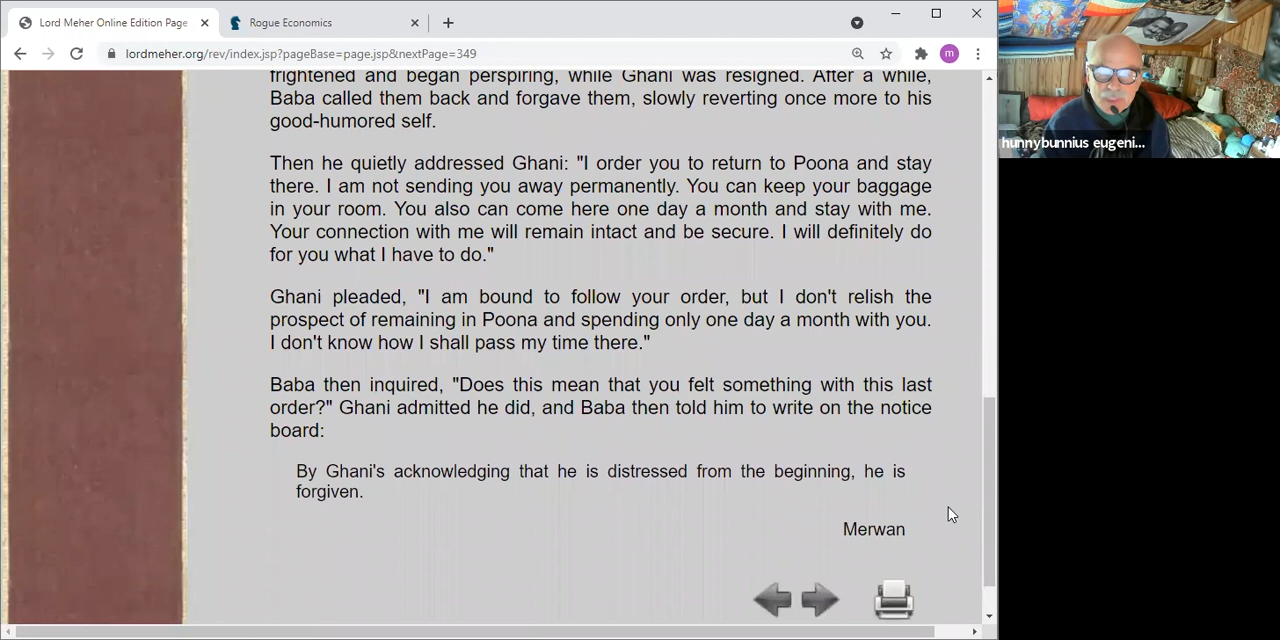 Lord Meher Online Edition Page
Rogue Economics
lordmeher.org/rev/index.jsp?pageBase=page.jsp&nextPage=349
m
hunnybunnius eugeni...
frightened and began perspiring, while Ghani was resigned. After a while,
Baba called them back and forgave them, slowly reverting once more to his
good-humored self.
Then he quietly addressed Ghani: "I order you to return to Poona and stay
there. I am not sending you away permanently. You can keep your baggage
in your room. You also can come here one day a month and stay with me.
Your connection with me will remain intact and be secure. I will definitely do
for you what I have to do."
Ghani pleaded, "I am bound to follow your order, but I don't relish the
prospect of remaining in Poona and spending only one day a month with you.
I don't know how I shall pass my time there."
Baba then inquired, "Does this mean that you felt something with this last
order?" Ghani admitted he did, and Baba then told him to write on the notice
board:
By Ghani's acknowledging that he is distressed from the beginning, he is
forgiven.
Merwan